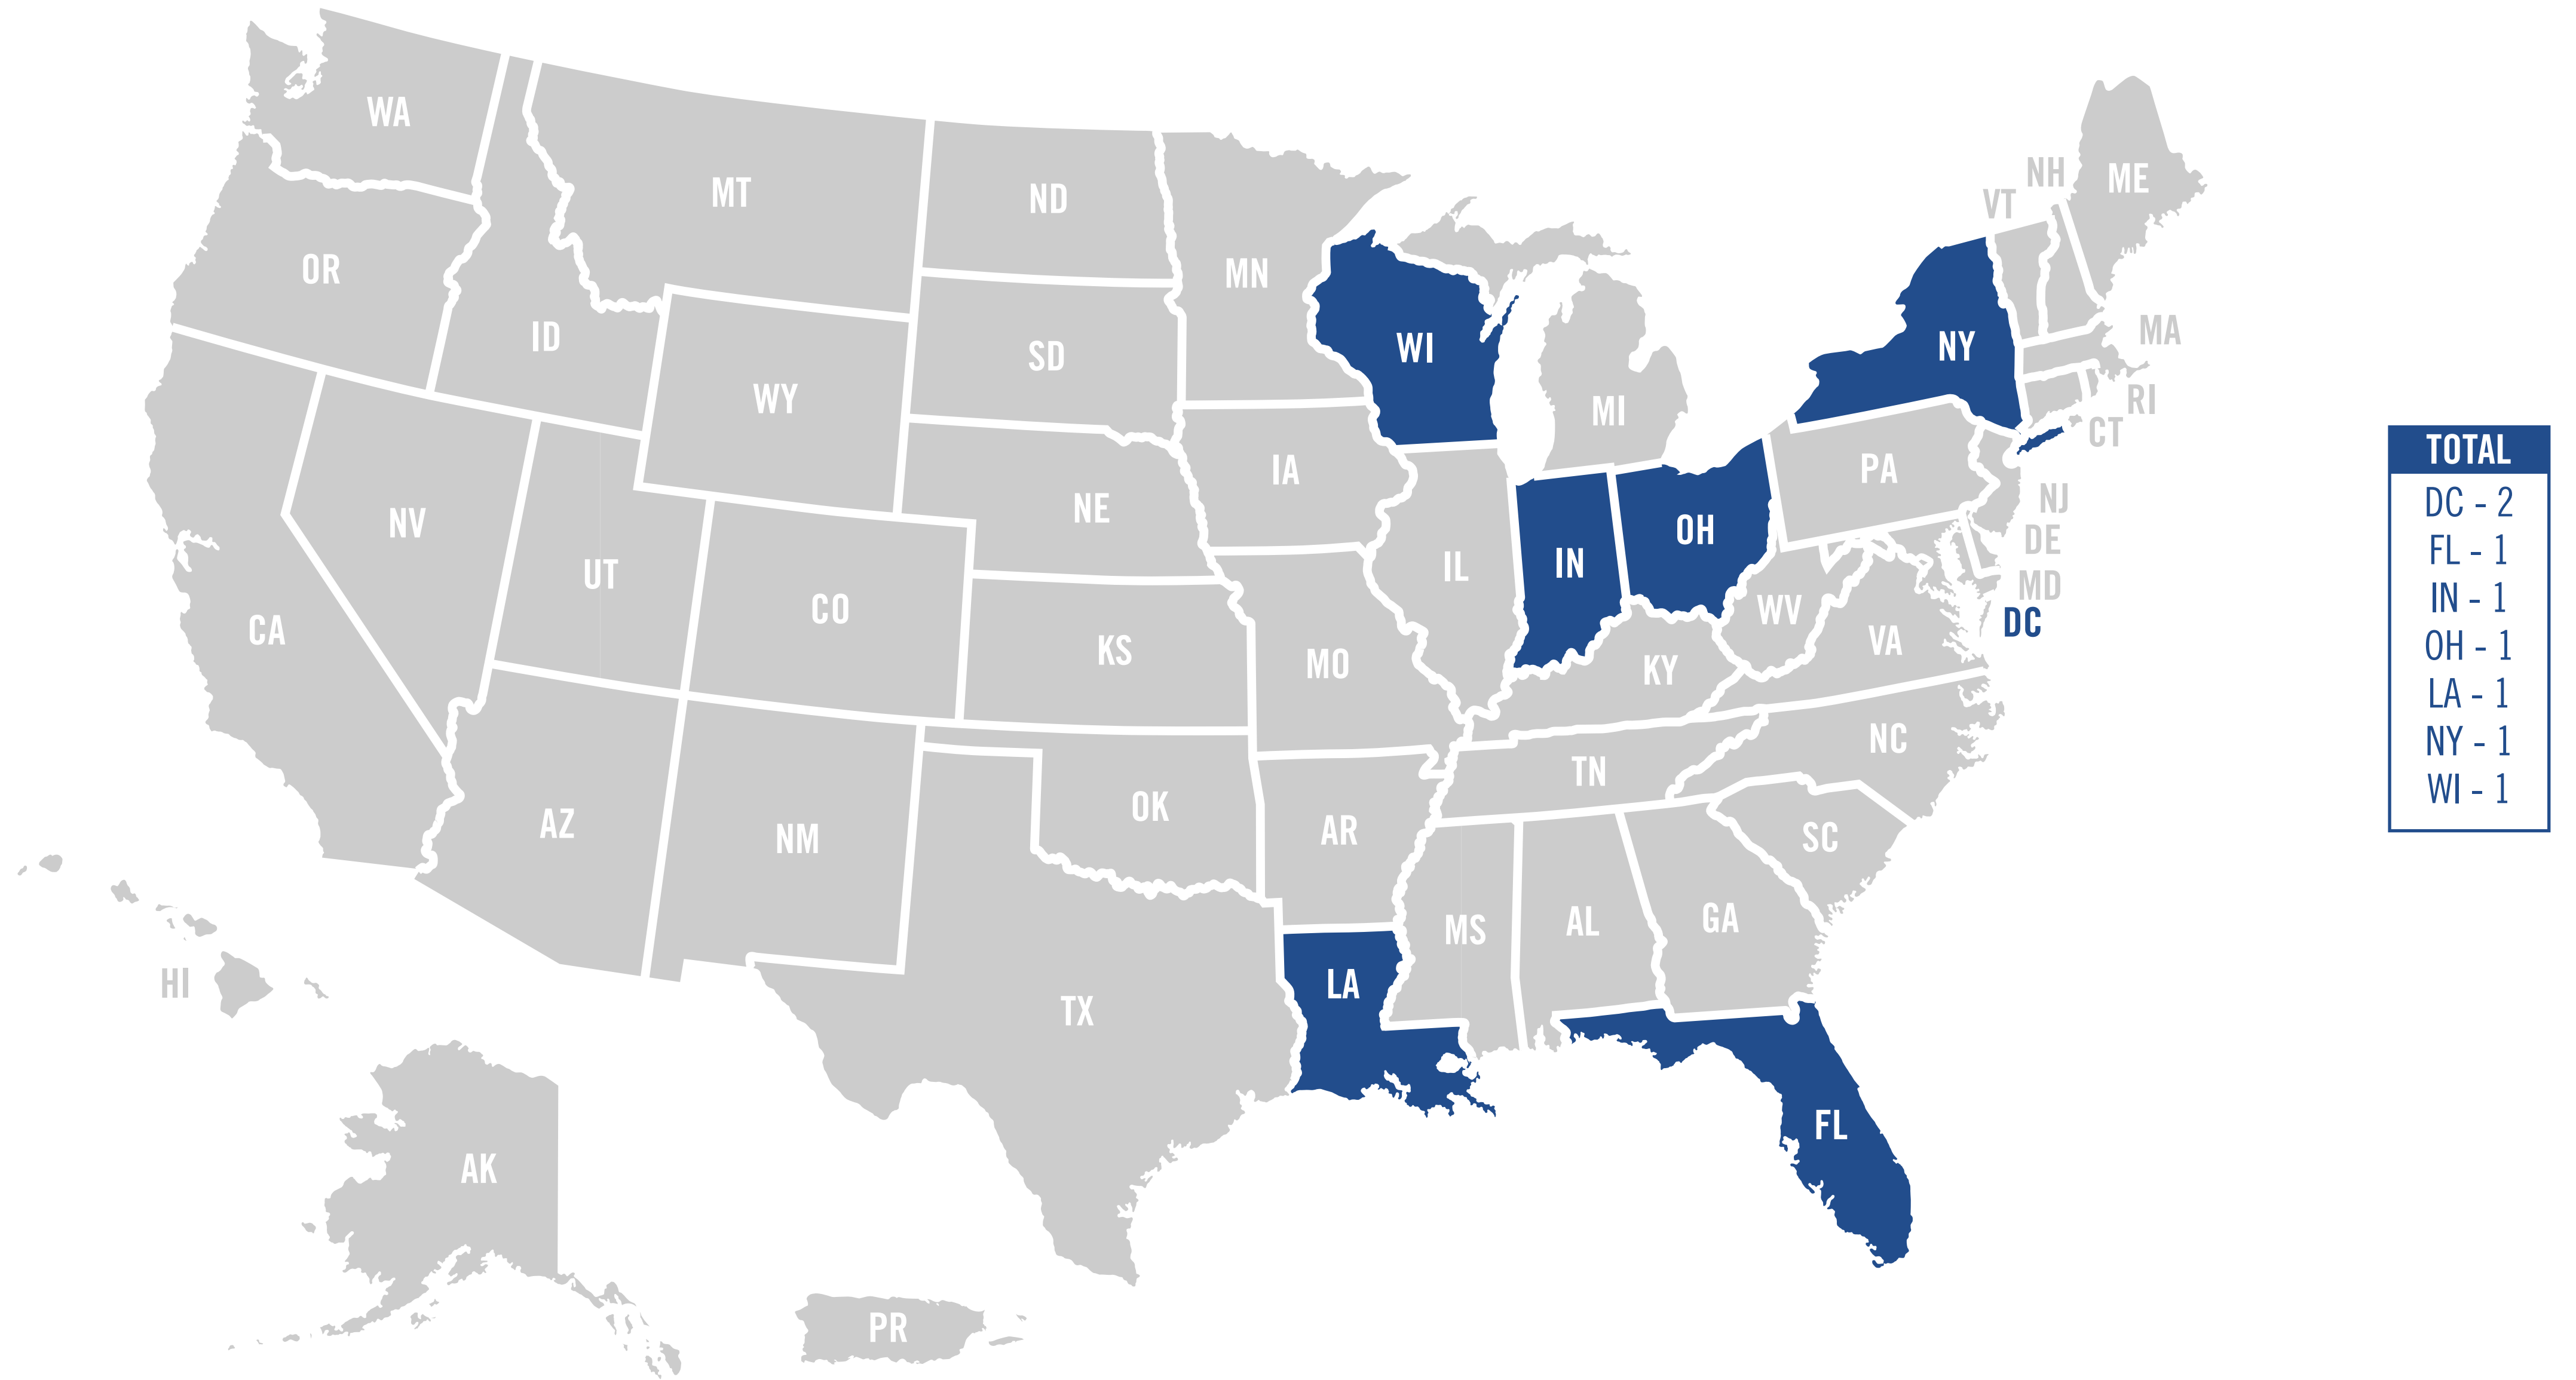 WA
MT
ND
MN
OR
ID
WY
SD
WI
MI
NY
VT
NH
ME
MA
RI
CT
NV
UT
CO
NE
IA
IL
IN
OH
PA
NJ
DE
MD
DC
CA
KS
MO
KY
WV
VA
AZ
NM
OK
AR
TN
NC
SC
TX
LA
MS
AL
GA
FL
HI
AK
PR
TOTAL
DC - 2
FL - 1
IN - 1
OH - 1
LA - 1
NY - 1
WI - 1